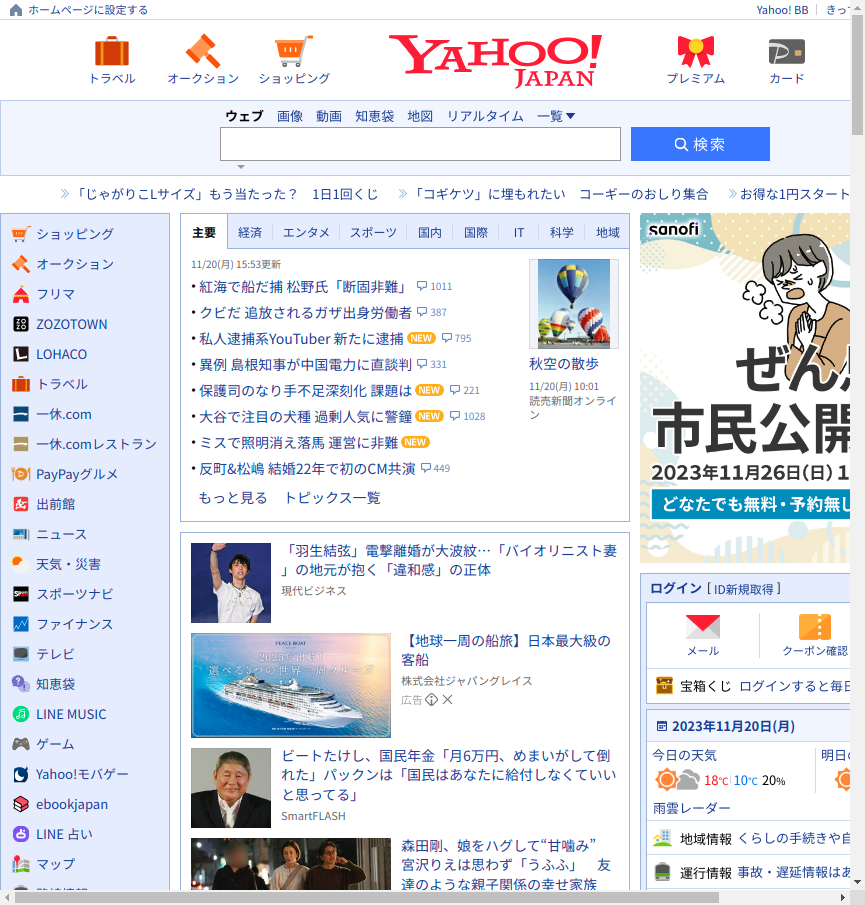 ホームページに設定する
Yahoo! BB
トラベル
オークション
ショッピング
YAHOO!
JAPAN
プレミアム
カード
ウェブ 画像 動画 知恵袋 地図 リアルタイム 一覧▼
検索
「じゃがりこLサイズ」もう当たった？ 1日1回くじ
「コギケツ」に埋もれたい コーギーのおしり集合
お得な1円スタート
ショッピング
オークション
フリマ
ZOZOTOWN
LOHACO
トラベル
一休.com
一休.comレストラン
PayPayグルメ
出前館
ニュース
天気・災害
スポーツナビ
ファイナンス
テレビ
知恵袋
LINE MUSIC
ゲーム
Yahoo!モバゲー
ebookjapan
LINE 占い
マップ
主要 経済 エンタメ スポーツ 国内 国際 IT 科学 地域
11/20(月) 15:53更新
紅海で船だ捕 松野氏「断固非難」 1011
クビだ 追放されるガザ出身労働者 387
私人逮捕系YouTuber 新たに逮捕 NEW 795
異例 島根知事が中国電力に直談判 331
保護司のなり手不足深刻化 課題は NEW 221
大谷で注目の犬種 過剰人気に警鐘 NEW 1028
ミスで照明消え落馬 運営に非難 NEW
反町&松嶋 結婚22年で初のCM共演 449
もっと見る トピックス一覧
秋空の散歩
11/20(月) 10:01
読売新聞オンライ
ン
「羽生結弦」電撃離婚が大波紋…「バイオリニスト妻
」の地元が抱く「違和感」の正体
現代ビジネス
PEACE BOAT
2025年出航！
選べる3つの世界一周クルーズ
【地球一周の船旅】日本最大級の
客船
株式会社ジャパングレイス
広告
ビートたけし、国民年金「月6万円、めまいがして倒
れた」パックンは「国民はあなたに給付しなくていい
と思ってる」
SmartFLASH
森田剛、娘をハグして“甘噛み”
宮沢りえは思わず「うふふ」 友
達のような親子関係の幸せ家族
sanofi
市民公開
2023年11月26日(日)
どなたでも無料・予約無し
ログイン [ ID新規取得 ]
メール
クーポン確認
宝箱くじ ログインすると毎日
2023年11月20日(月)
今日の天気
18℃ 10℃ 20%
雨雲レーダー
地域情報 くらしの手続きや自
運行情報 事故・遅延情報はあ